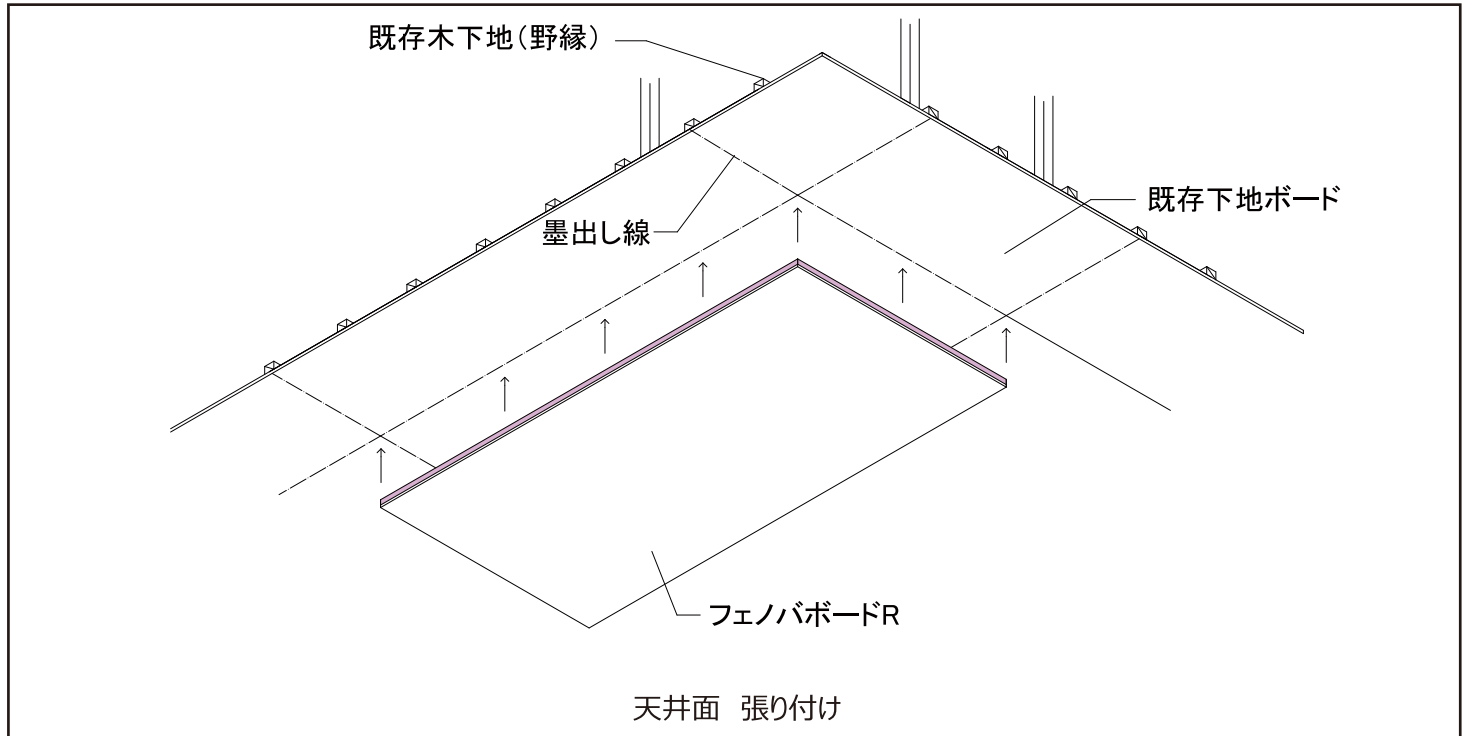 既存木下地（野縁）
既存下地ボード
墨出し線
フェノバボードR
天井面　張り付け